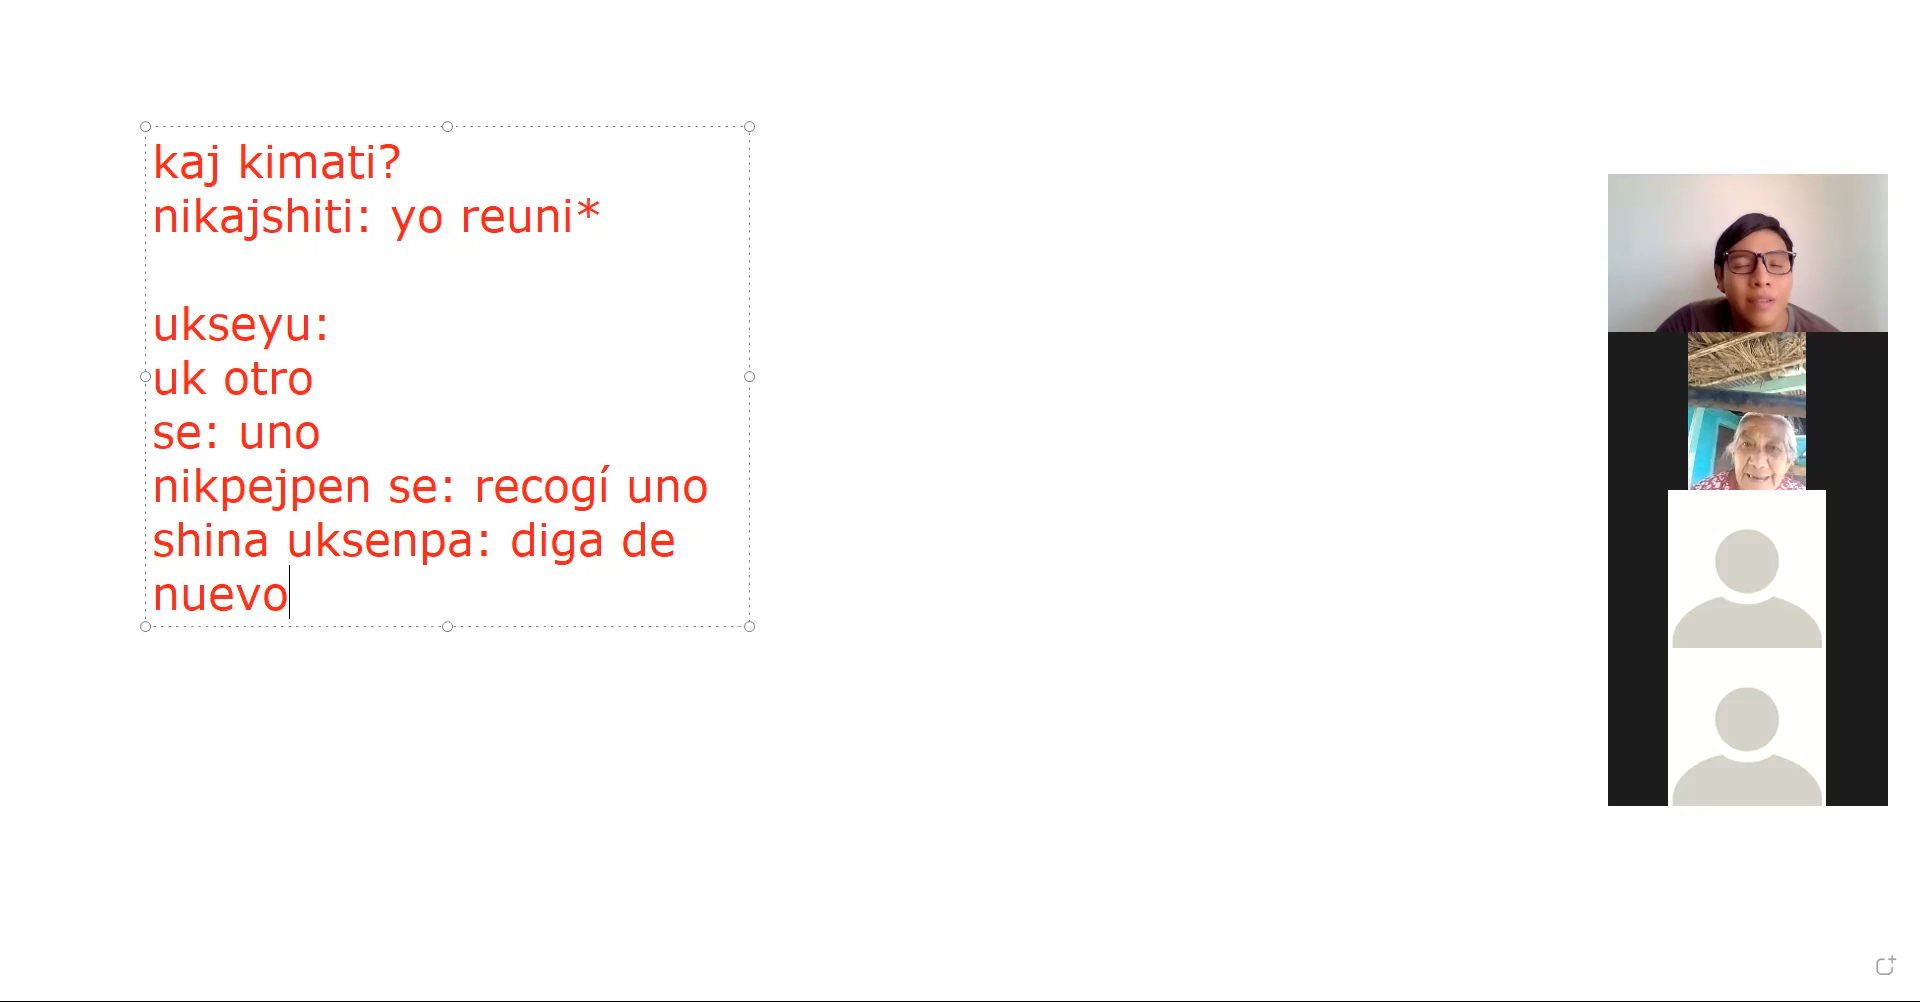 kaj kimati?
nikajshiti: yo reuni*
ukseyu:
uk otro
se: uno
nikpejpen se: recogí uno
shina uksenpa: diga de
nuevo